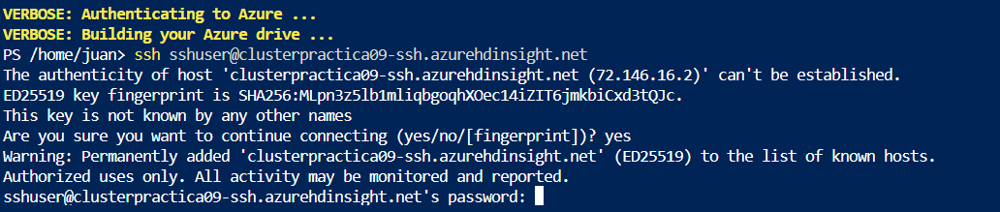 VERBOSE: Authenticating to Azure ...
VERBOSE: Building your Azure drive ...
PS /home/juan> ssh sshuser@clusterpractica09-ssh.azurehdinsight.net
The authenticity of host 'clusterpractica09-ssh.azurehdinsight.net (72.146.16.2)' can't be established.
ED25519 key fingerprint is SHA256:MLpn3z5lb1mliqbgoqhXOec14iZIT6jmkbiCxd3tQJc.
This key is not known by any other names
Are you sure you want to continue connecting (yes/no/[fingerprint])? yes
Warning: Permanently added 'clusterpractica09-ssh.azurehdinsight.net' (ED25519) to the list of known hosts.
Authorized uses only. All activity may be monitored and reported.
sshuser@clusterpractica09-ssh.azurehdinsight.net's password: